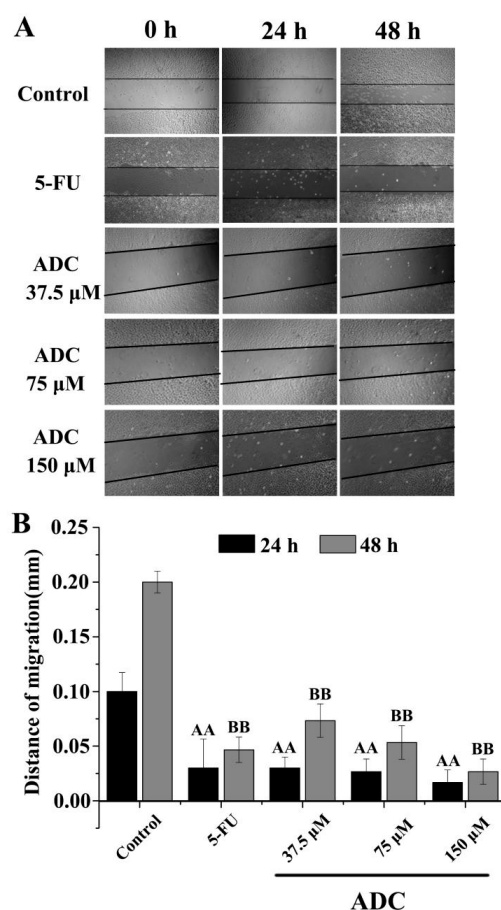 A
0 h 24 h 48 h
Control
5-FU
ADC
37.5 μM
ADC
75 μM
ADC
150 μM
B
24 h 48 h
Distance of migration(mm)
0.25
0.20
0.15
0.10
0.05
0.00
AA BB AA BB AA BB AA BB
Control 5-FU 37.5 μM 75 μM 150 μM
ADC